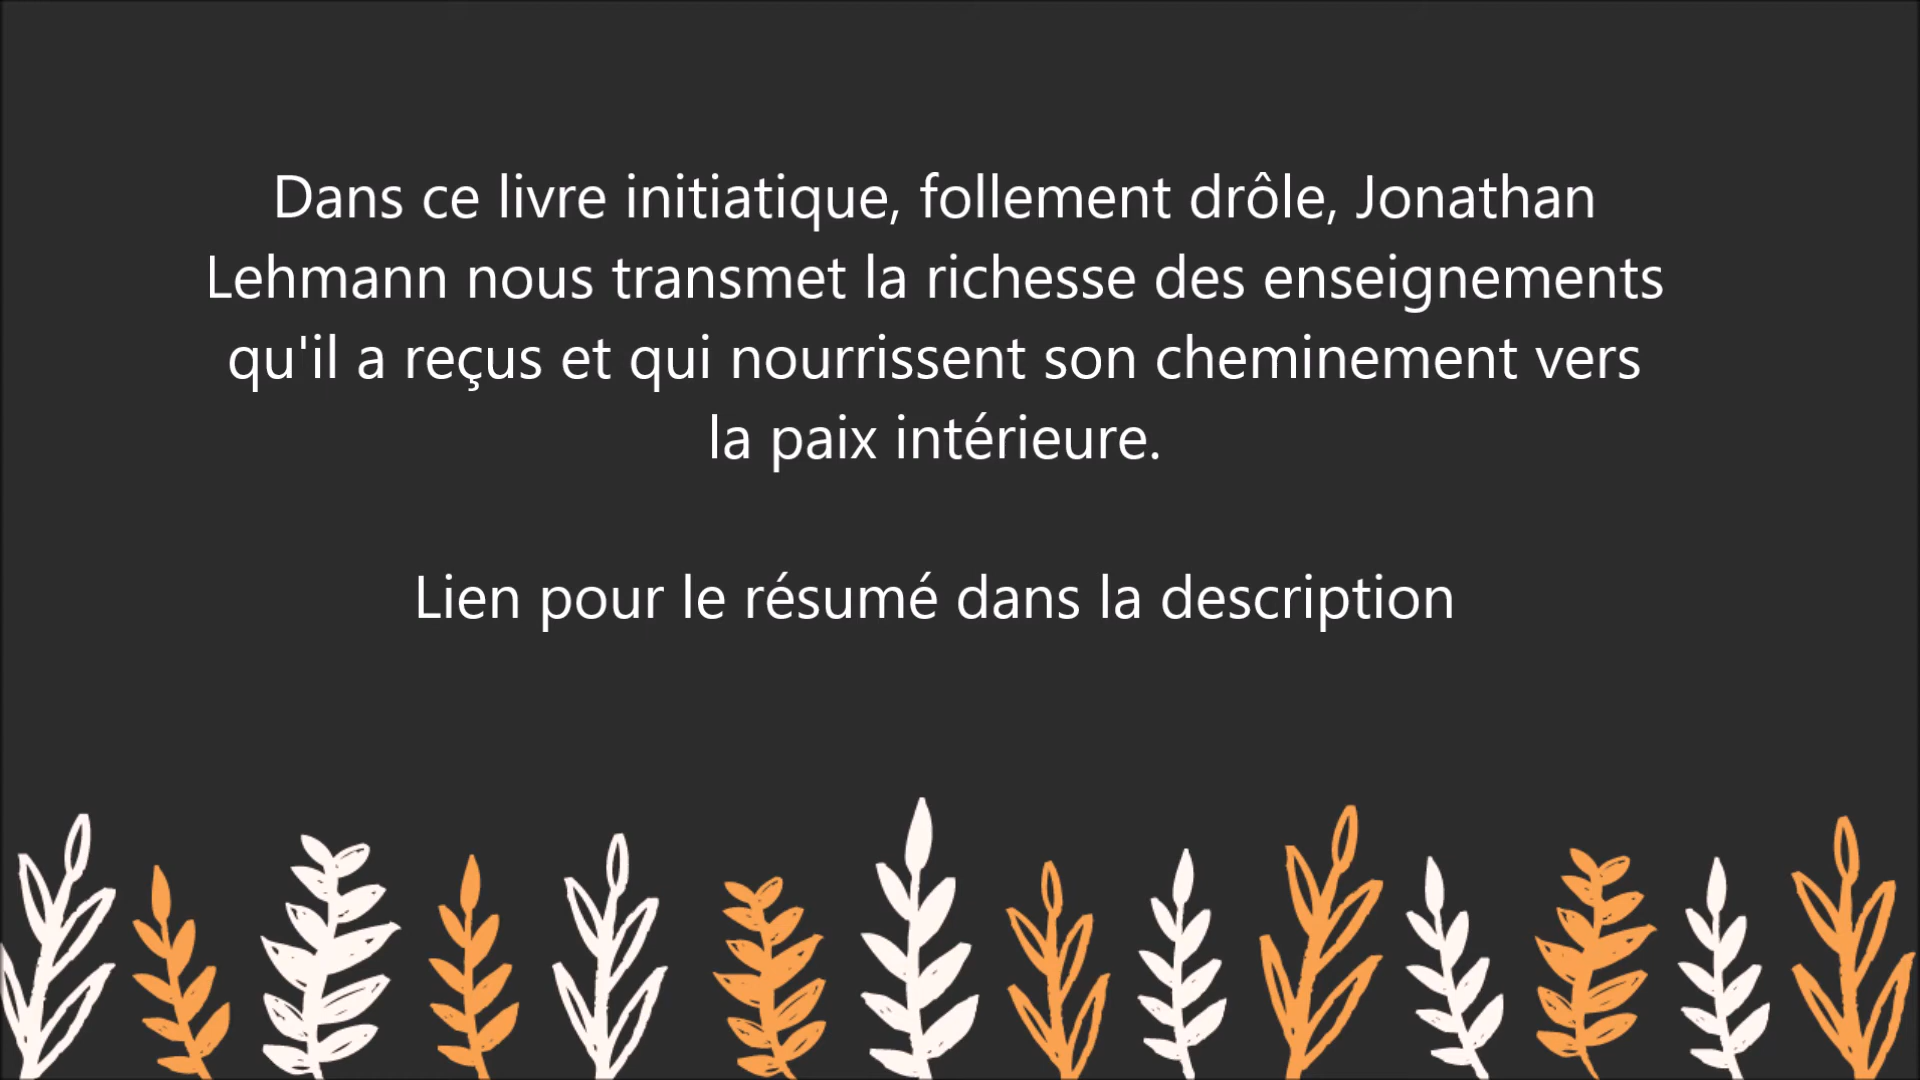 Dans ce livre initiatique, follement drôle, Jonathan
Lehmann nous transmet la richesse des enseignements
qu'il a reçus et qui nourrissent son cheminement vers
la paix intérieure.
Lien pour le résumé dans la description